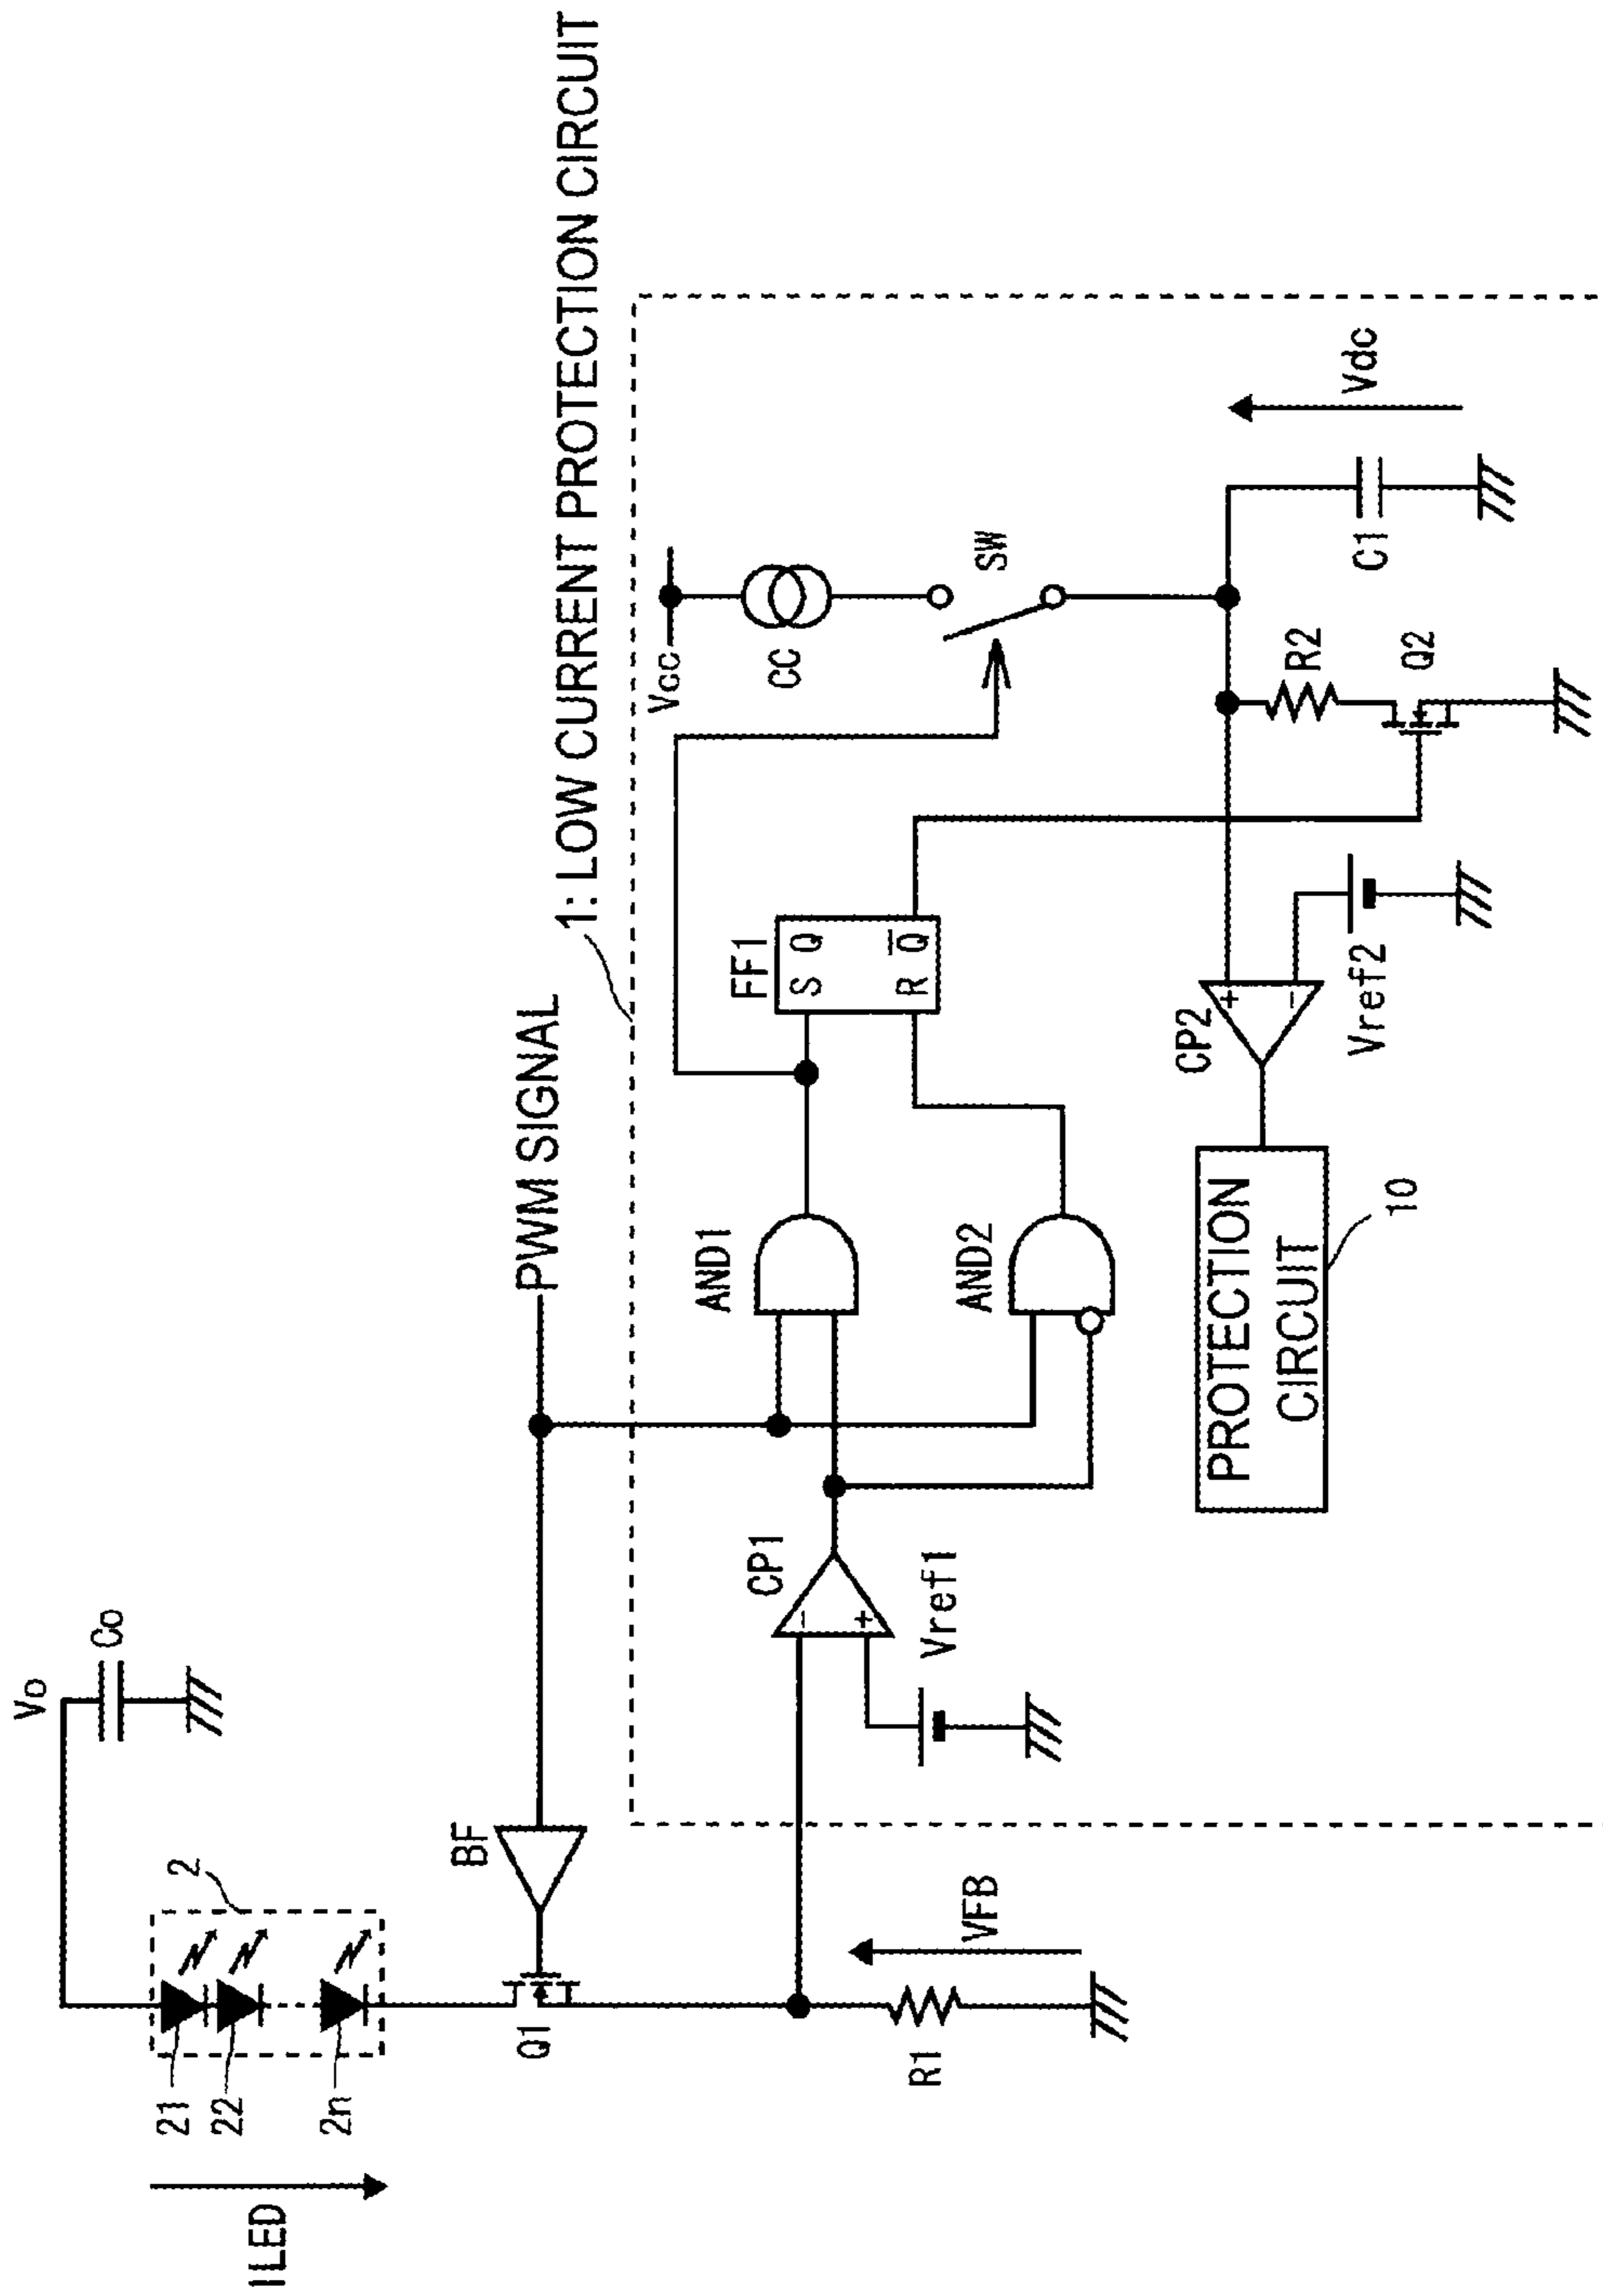 1: LOW CURRENT PROTECTION CIRCUIT
PWM SIGNAL
Vo
Co
2
21
22
2n
ILED
BF
Q1
R1
VFB
CP1
-
+
Vref1
AND1
AND2
FF1
S Q
R Q̅
Vcc
CC
SW
R2
Q2
C1
Vdc
CP2
+
-
Vref2
PROTECTION
CIRCUIT
10